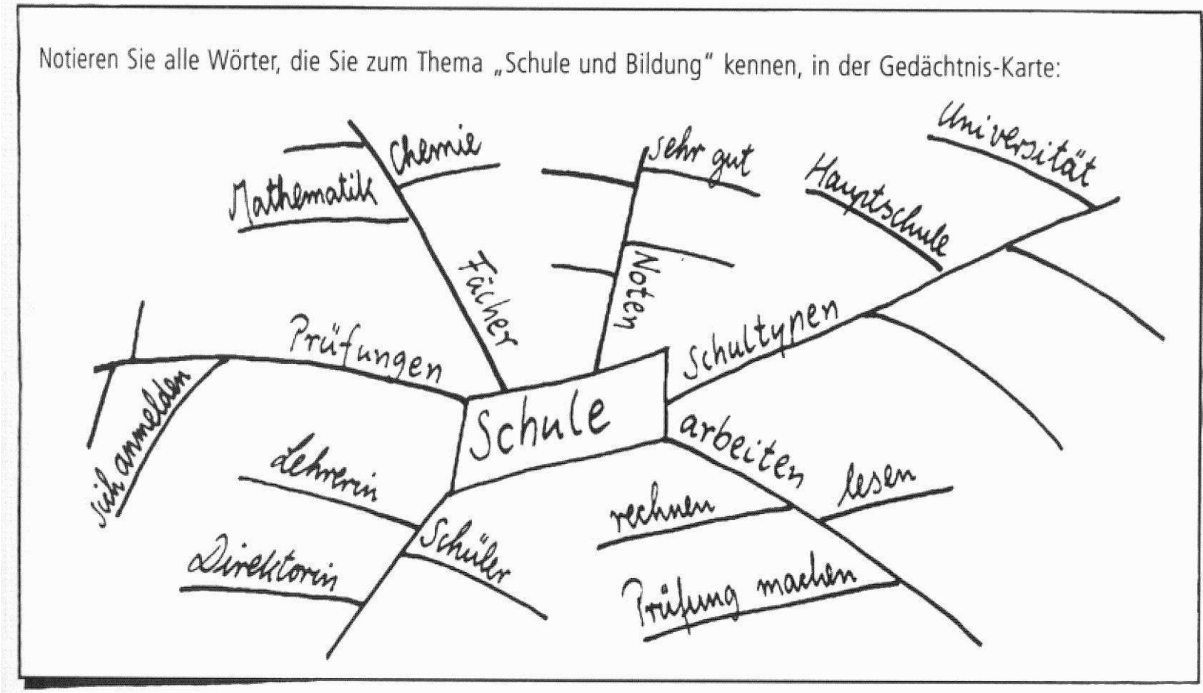 Notieren Sie alle Wörter, die Sie zum Thema „Schule und Bildung“ kennen, in der Gedächtnis-Karte:
Chemie
Mathematik
Fächer
sehr gut
Noten
Universität
Hauptschule
Schultypen
Prüfungen
sich anmelden
Schule
arbeiten
lesen
rechnen
Prüfung machen
Lehrerin
Schüler
Direktorin